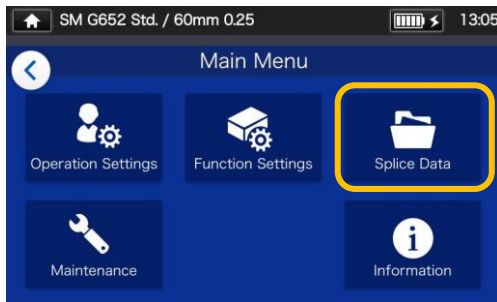 SM G652 Std. / 60mm 0.25 13:05
Main Menu
Operation Settings Function Settings Splice Data
Maintenance Information